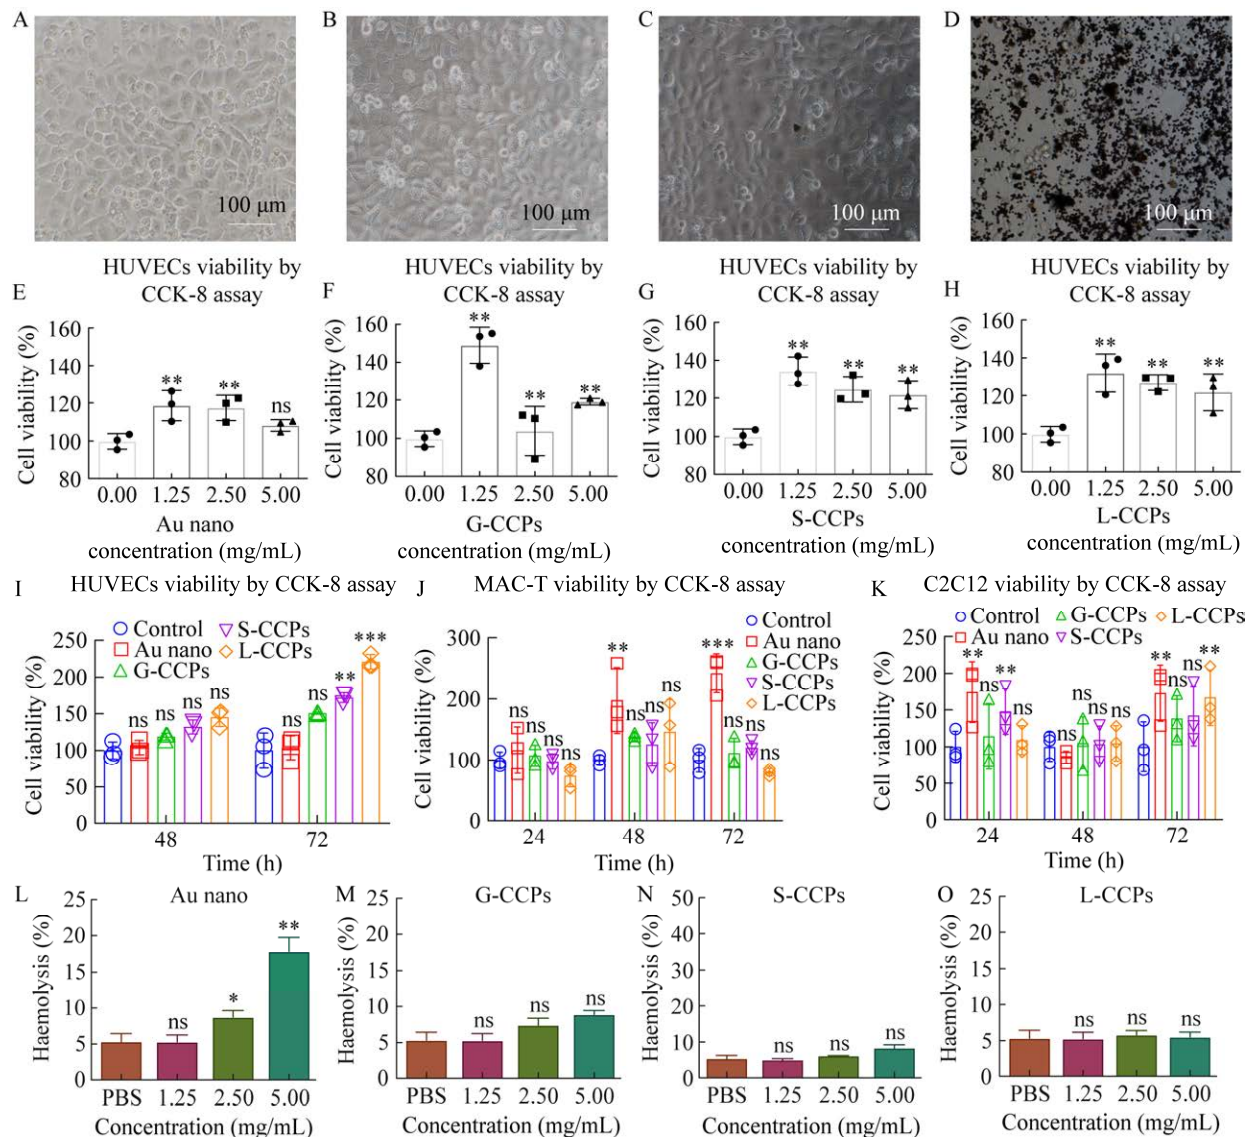 A
B
C
D
100 μm
100 μm
100 μm
100 μm
E
HUVECs viability by
CCK-8 assay
Cell viability (%)
160
140
120
100
80
**
**
ns
0.00 1.25 2.50 5.00
Au nano
concentration (mg/mL)
F
HUVECs viability by
CCK-8 assay
Cell viability (%)
160
140
120
100
80
**
**
**
0.00 1.25 2.50 5.00
G-CCPs
concentration (mg/mL)
G
HUVECs viability by
CCK-8 assay
Cell viability (%)
160
140
120
100
80
**
**
**
0.00 1.25 2.50 5.00
S-CCPs
concentration (mg/mL)
H
HUVECs viability by
CCK-8 assay
Cell viability (%)
160
140
120
100
80
**
**
**
0.00 1.25 2.50 5.00
L-CCPs
concentration (mg/mL)
I
HUVECs viability by CCK-8 assay
Control
Au nano
G-CCPs
S-CCPs
L-CCPs
Cell viability (%)
250
200
150
100
50
0
ns ns ns ns
ns ns ** ***
48 72
Time (h)
J
MAC-T viability by CCK-8 assay
Control
Au nano
G-CCPs
S-CCPs
L-CCPs
Cell viability (%)
300
200
100
0
ns ns ns ns
** ns ns ns
*** ns ns ns
24 48 72
Time (h)
K
C2C12 viability by CCK-8 assay
Control
Au nano
G-CCPs
S-CCPs
L-CCPs
Cell viability (%)
250
200
150
100
50
0
** ns ** ns
ns ns ns ns
** ns ns **
24 48 72
Time (h)
L
Au nano
Haemolysis (%)
25
20
15
10
5
0
ns
*
**
PBS 1.25 2.50 5.00
Concentration (mg/mL)
M
G-CCPs
Haemolysis (%)
25
20
15
10
5
0
ns
ns
ns
PBS 1.25 2.50 5.00
Concentration (mg/mL)
N
S-CCPs
Haemolysis (%)
50
40
30
20
10
0
ns
ns
ns
PBS 1.25 2.50 5.00
Concentration (mg/mL)
O
L-CCPs
Haemolysis (%)
25
20
15
10
5
0
ns
ns
ns
PBS 1.25 2.50 5.00
Concentration (mg/mL)